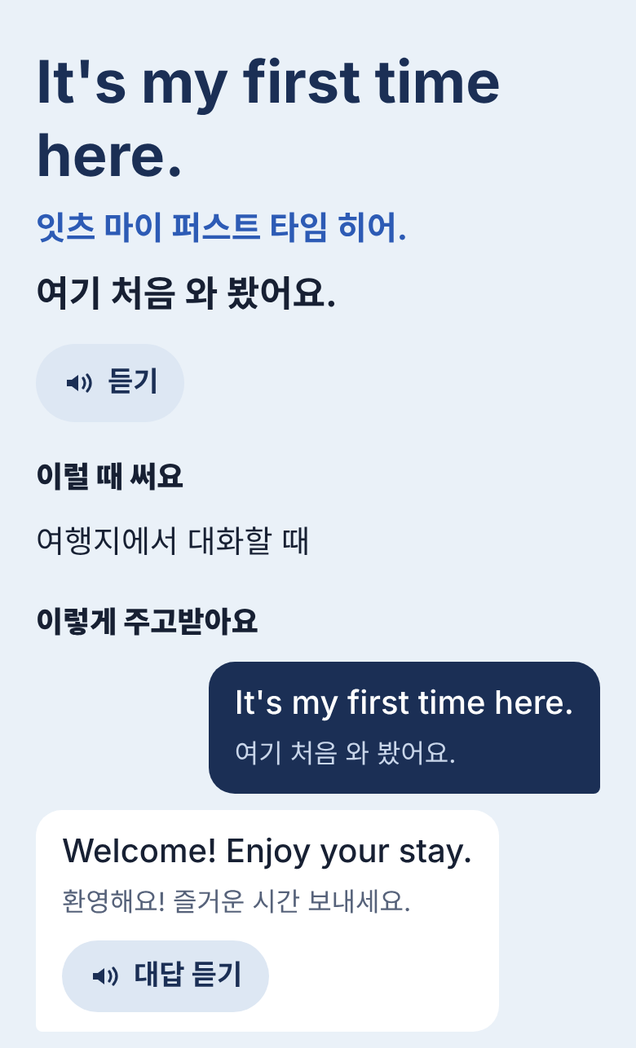 It's my first time
here.
잇츠 마이 퍼스트 타임 히어.
여기 처음 와 봤어요.
듣기
이럴 때 써요
여행지에서 대화할 때
이렇게 주고받아요
It's my first time here.
여기 처음 와 봤어요.
Welcome! Enjoy your stay.
환영해요! 즐거운 시간 보내세요.
대답 듣기